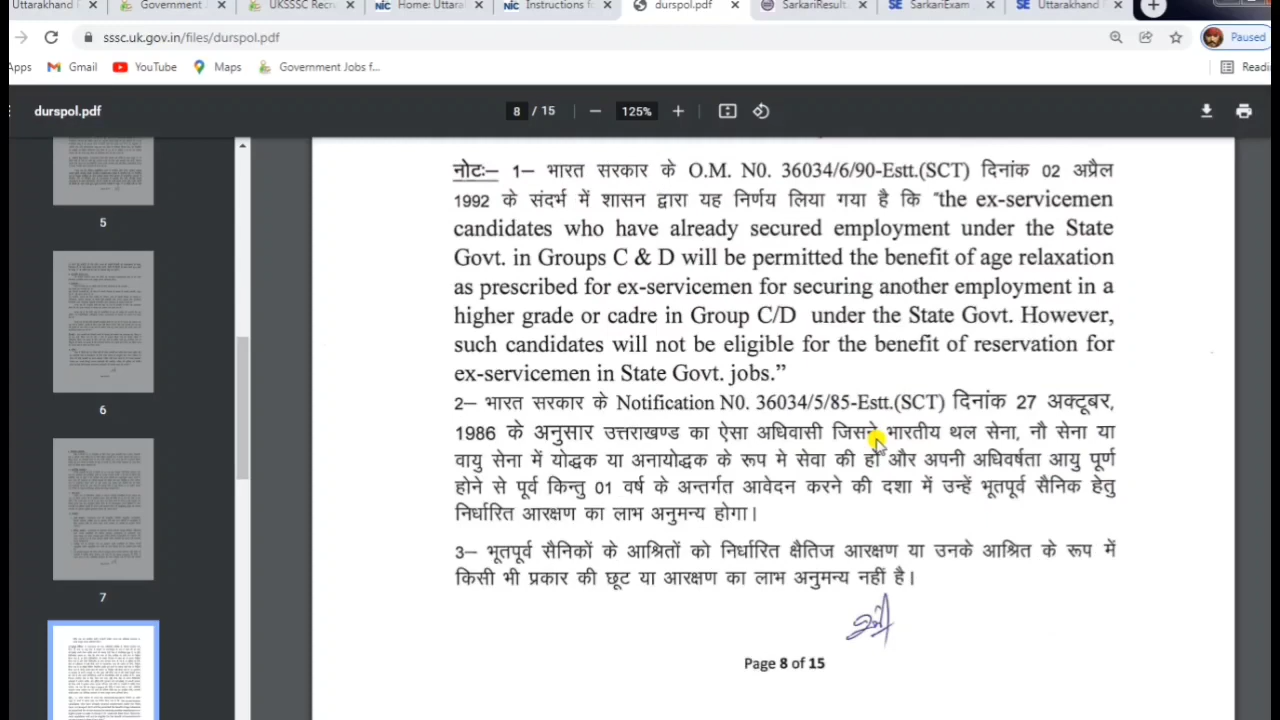 Uttarakhand F
Government
UKSSSC Recru
Home: Uttaral
Instructions fo
durspol.pdf
SarkariResult
SarkariExam
Uttarakhand
sssc.uk.gov.in/files/durspol.pdf
Paused
Apps Gmail YouTube Maps Government Jobs f... Readi
durspol.pdf 8 / 15 125%
5
6
7
नोटः– 1– भारत सरकार के O.M. N0. 36034/6/90-Estt.(SCT) दिनांक 02 अप्रैल
1992 के संदर्भ में शासन द्वारा यह निर्णय लिया गया है कि "the ex-servicemen
candidates who have already secured employment under the State
Govt. in Groups C & D will be permitted the benefit of age relaxation
as prescribed for ex-servicemen for securing another employment in a
higher grade or cadre in Group C/D under the State Govt. However,
such candidates will not be eligible for the benefit of reservation for
ex-servicemen in State Govt. jobs."
2– भारत सरकार के Notification N0. 36034/5/85-Estt.(SCT) दिनांक 27 अक्टूबर,
1986 के अनुसार उत्तराखण्ड का ऐसा अधिवासी जिसने भारतीय थल सेना, नौ सेना या
वायु सेना में योद्धक या अनायोद्धक के रूप में सेवा की हो और अपनी अधिवर्षता आयु पूर्ण
होने से पूर्व किन्तु 01 वर्ष के अन्तर्गत आवेदन करने की दशा में उन्हें भूतपूर्व सैनिक हेतु
निर्धारित आरक्षण का लाभ अनुमन्य होगा।
3– भूतपूर्व सैनिकों के आश्रितों को निर्धारित क्षैतिज आरक्षण या उनके आश्रित के रूप में
किसी भी प्रकार की छूट या आरक्षण का लाभ अनुमन्य नहीं है।
Page 8 of 15